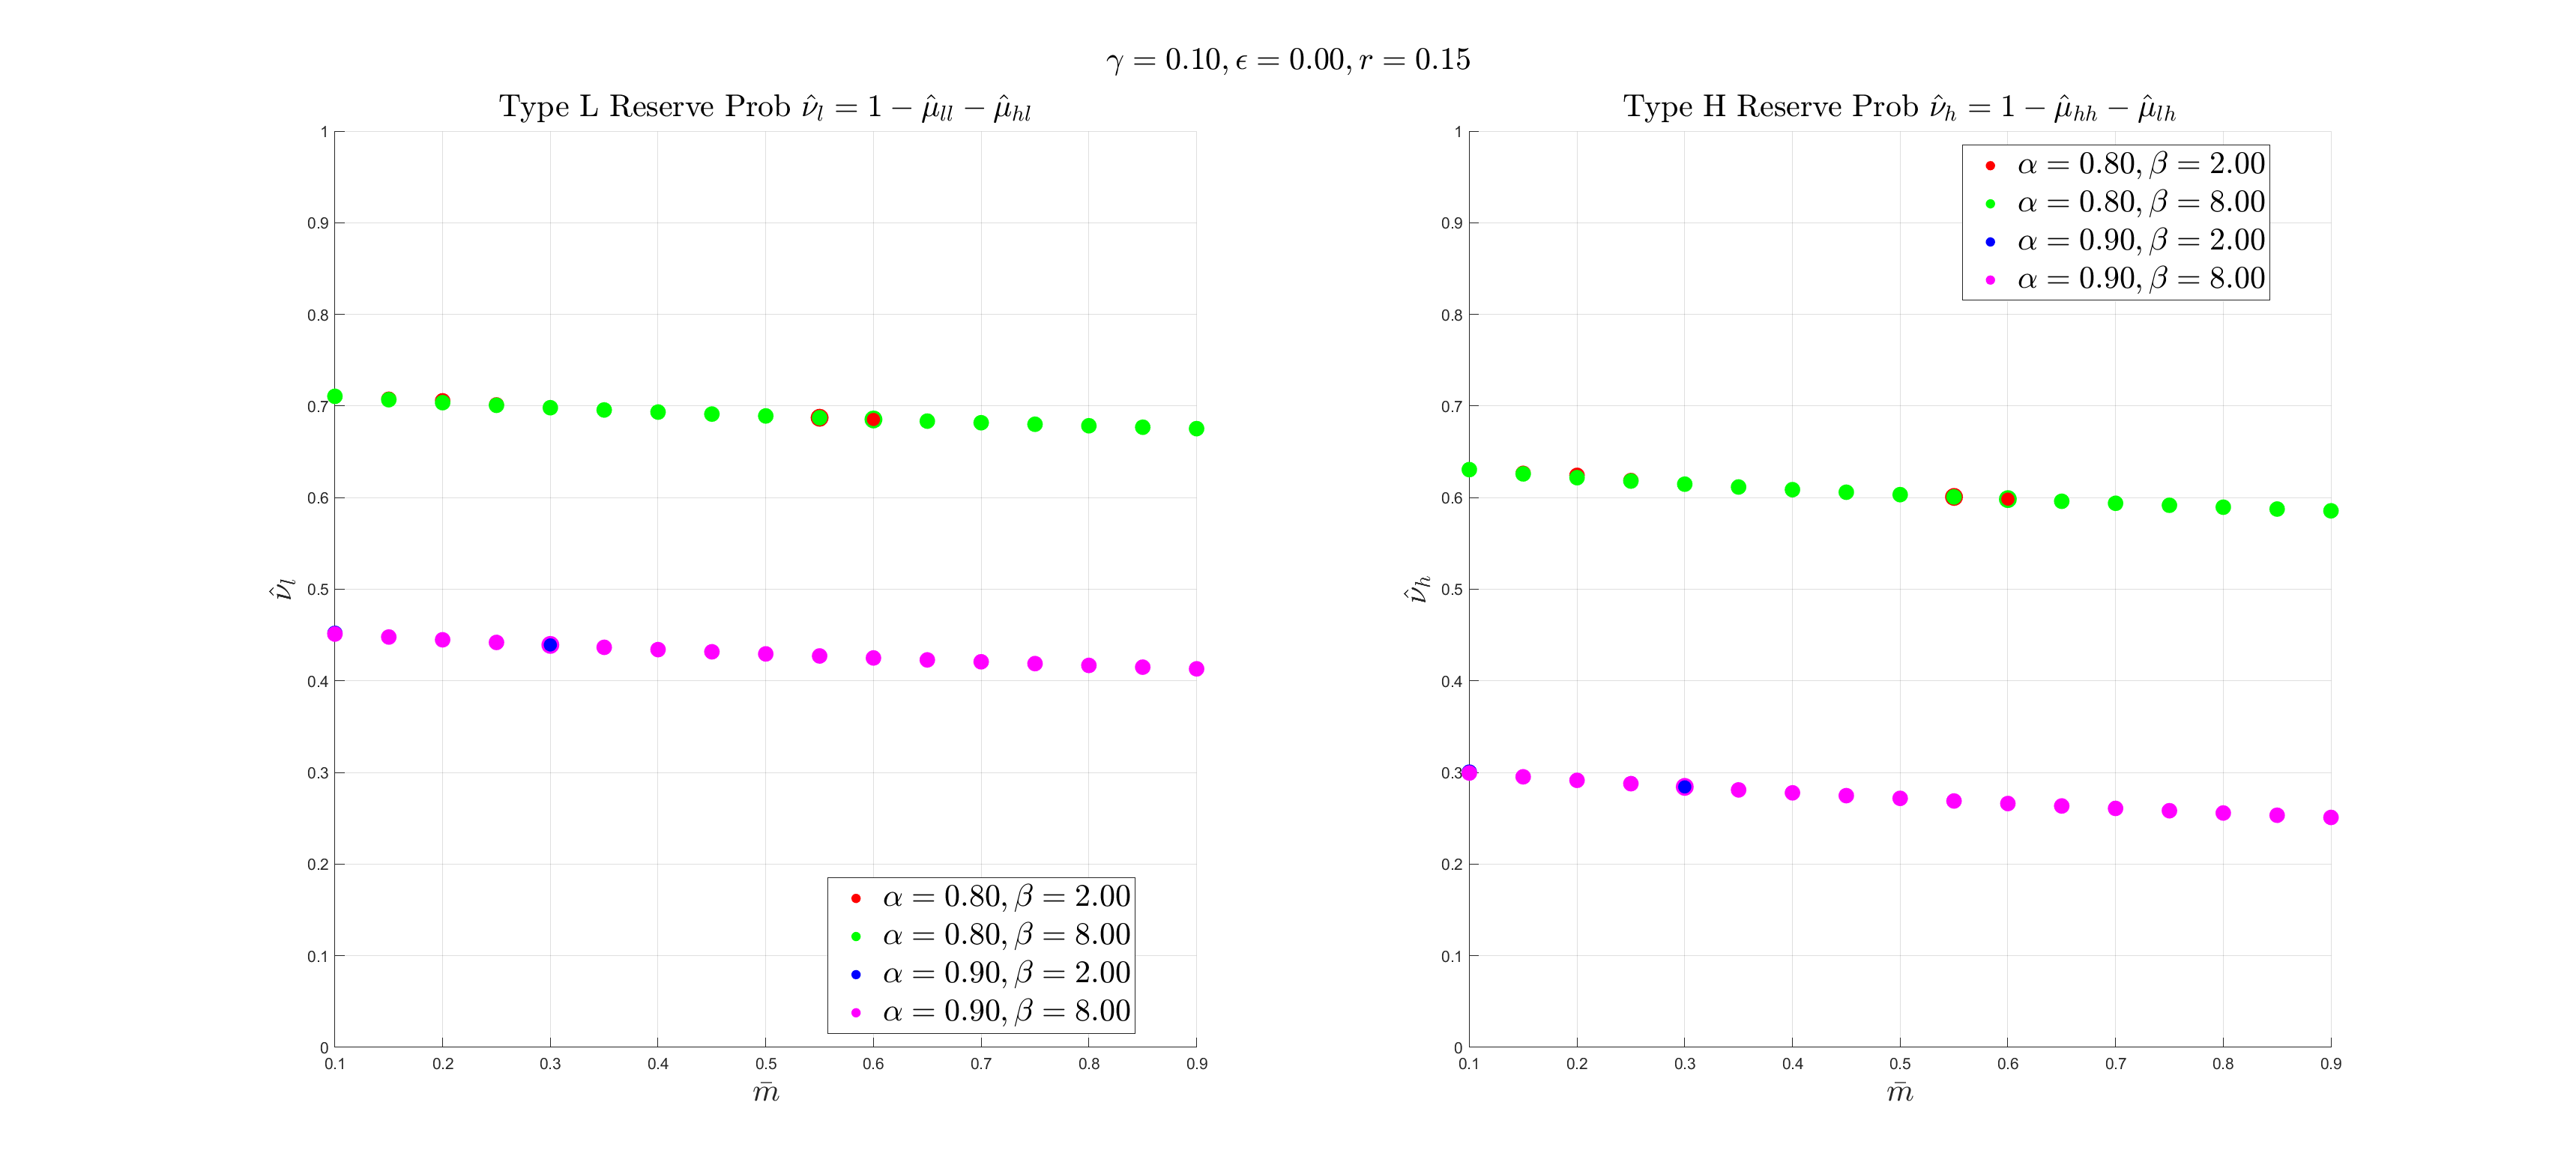 γ = 0.10, ϵ = 0.00, r = 0.15
Type L Reserve Prob ν̂_l = 1 − μ̂_ll − μ̂_hl
1
0.9
0.8
0.7
0.6
0.5
0.4
0.3
0.2
0.1
0
ν̂_l
0.1 0.2 0.3 0.4 0.5 0.6 0.7 0.8 0.9
m̄
α = 0.80, β = 2.00
α = 0.80, β = 8.00
α = 0.90, β = 2.00
α = 0.90, β = 8.00
Type H Reserve Prob ν̂_h = 1 − μ̂_hh − μ̂_lh
1
0.9
0.8
0.7
0.6
0.5
0.4
0.3
0.2
0.1
0
ν̂_h
0.1 0.2 0.3 0.4 0.5 0.6 0.7 0.8 0.9
m̄
α = 0.80, β = 2.00
α = 0.80, β = 8.00
α = 0.90, β = 2.00
α = 0.90, β = 8.00